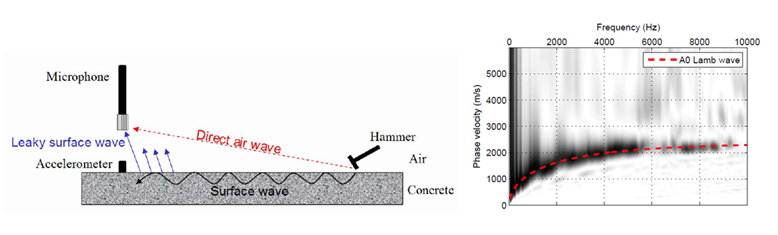 Microphone
Direct air wave
Hammer
Leaky surface wave
Accelerometer
Air
Surface wave
Concrete
Frequency (Hz)
0 2000 4000 6000 8000 10000
A0 Lamb wave
Phase velocity (m/s)
0
1000
2000
3000
4000
5000
6000